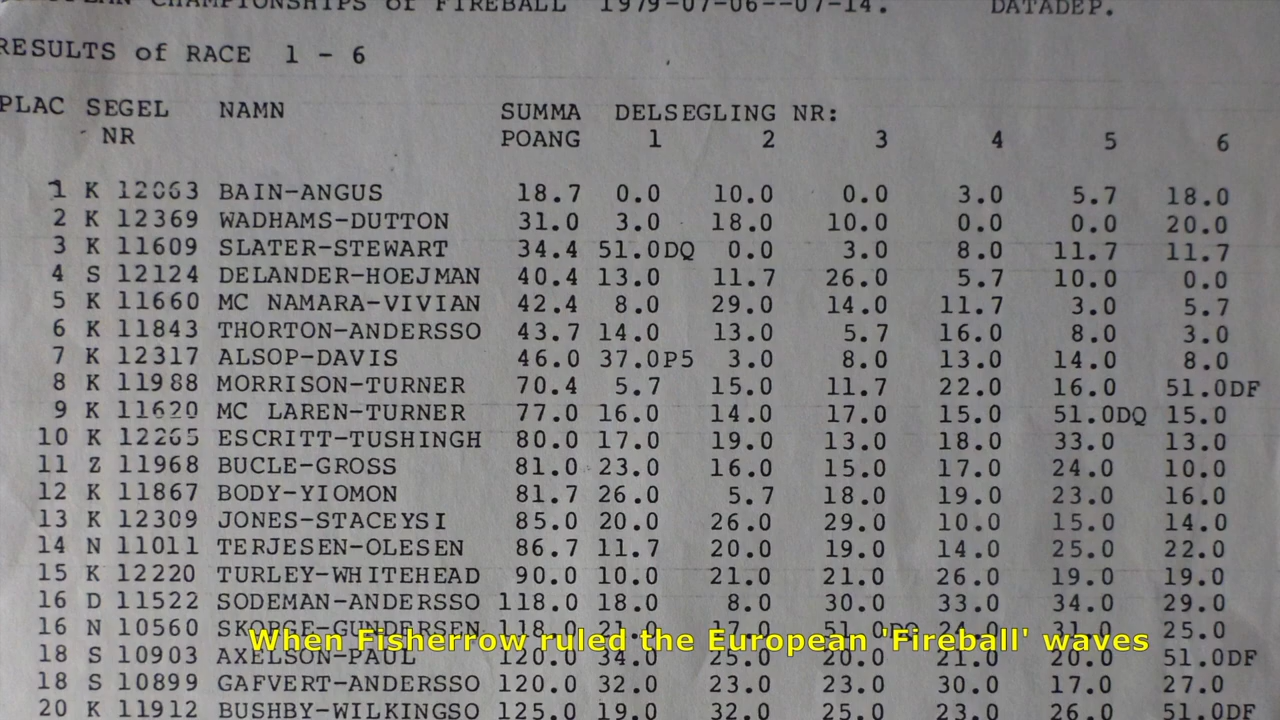 CHAMPIONSHIPS of FIREBALL 1979-07-06--07-14. DATADEP.
RESULTS of RACE 1 - 6
PLAC SEGEL NAMN SUMMA DELSEGLING NR:
NR POANG 1 2 3 4 5 6
1 K 12063 BAIN-ANGUS 18.7 0.0 10.0 0.0 3.0 5.7 18.0
2 K 12369 WADHAMS-DUTTON 31.0 3.0 18.0 10.0 0.0 0.0 20.0
3 K 11609 SLATER-STEWART 34.4 51.0DQ 0.0 3.0 8.0 11.7 11.7
4 S 12124 DELANDER-HOEJMAN 40.4 13.0 11.7 26.0 5.7 10.0 0.0
5 K 11660 MC NAMARA-VIVIAN 42.4 8.0 29.0 14.0 11.7 3.0 5.7
6 K 11843 THORTON-ANDERSSO 43.7 14.0 13.0 5.7 16.0 8.0 3.0
7 K 12317 ALSOP-DAVIS 46.0 37.0P5 3.0 8.0 13.0 14.0 8.0
8 K 11988 MORRISON-TURNER 70.4 5.7 15.0 11.7 22.0 16.0 51.0DF
9 K 11620 MC LAREN-TURNER 77.0 16.0 14.0 17.0 15.0 51.0DQ 15.0
10 K 12265 ESCRITT-TUSHINGH 80.0 17.0 19.0 13.0 18.0 33.0 13.0
11 Z 11968 BUCLE-GROSS 81.0 23.0 16.0 15.0 17.0 24.0 10.0
12 K 11867 BODY-YIOMON 81.7 26.0 5.7 18.0 19.0 23.0 16.0
13 K 12309 JONES-STACEYSI 85.0 20.0 26.0 29.0 10.0 15.0 14.0
14 N 11011 TERJESEN-OLESEN 86.7 11.7 20.0 19.0 14.0 25.0 22.0
15 K 12220 TURLEY-WHITEHEAD 90.0 10.0 21.0 21.0 26.0 19.0 19.0
16 D 11522 SODEMAN-ANDERSSO 118.0 18.0 8.0 30.0 33.0 34.0 29.0
16 N 10560 SKORGE-GUNDERSEN 118.0 21.0 17.0 51.0DQ 24.0 31.0 25.0
When Fisherrow ruled the European 'Fireball' waves
18 S 10903 AXELSON-PAUL 120.0 34.0 25.0 20.0 21.0 20.0 51.0DF
18 S 10899 GAFVERT-ANDERSSO 120.0 32.0 23.0 23.0 30.0 17.0 27.0
20 K 11912 BUSHBY-WILKINGSO 125.0 19.0 32.0 25.0 23.0 26.0 51.0DF